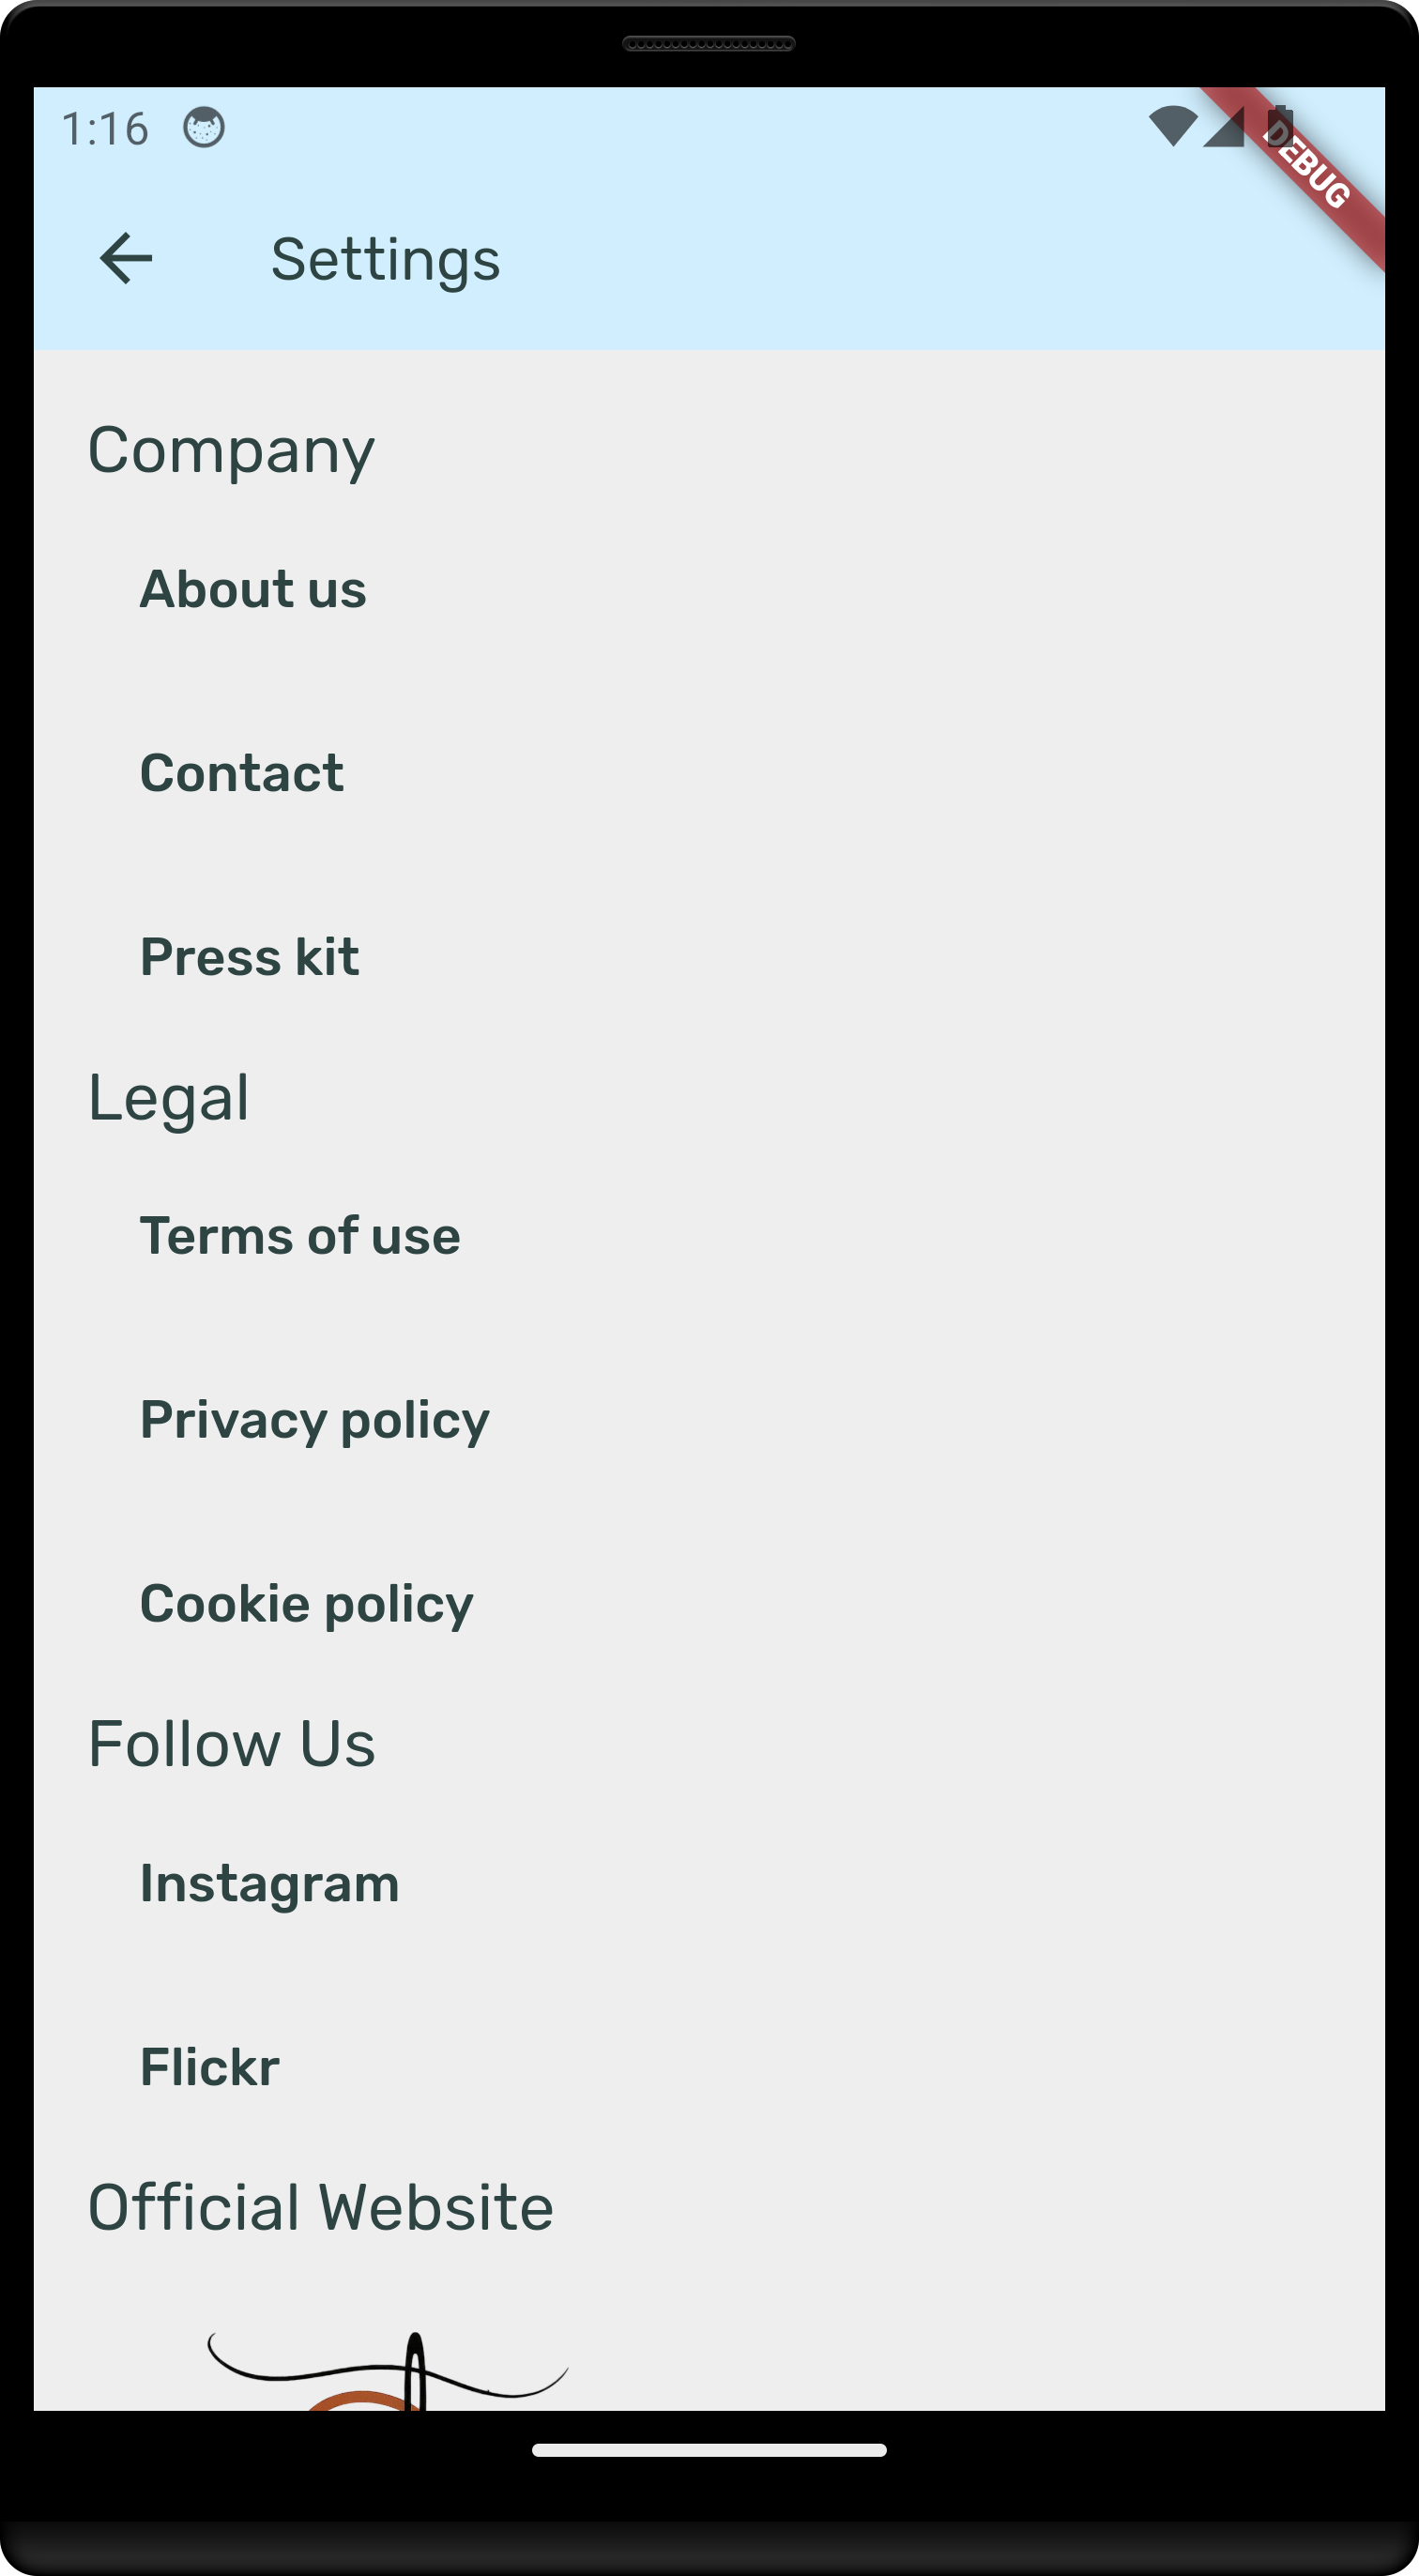 1:16
DEBUG
Settings
Company
About us
Contact
Press kit
Legal
Terms of use
Privacy policy
Cookie policy
Follow Us
Instagram
Flickr
Official Website